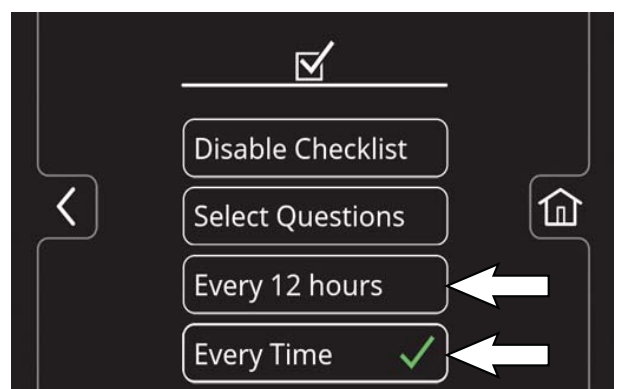 Disable Checklist
Select Questions
Every 12 hours
Every Time